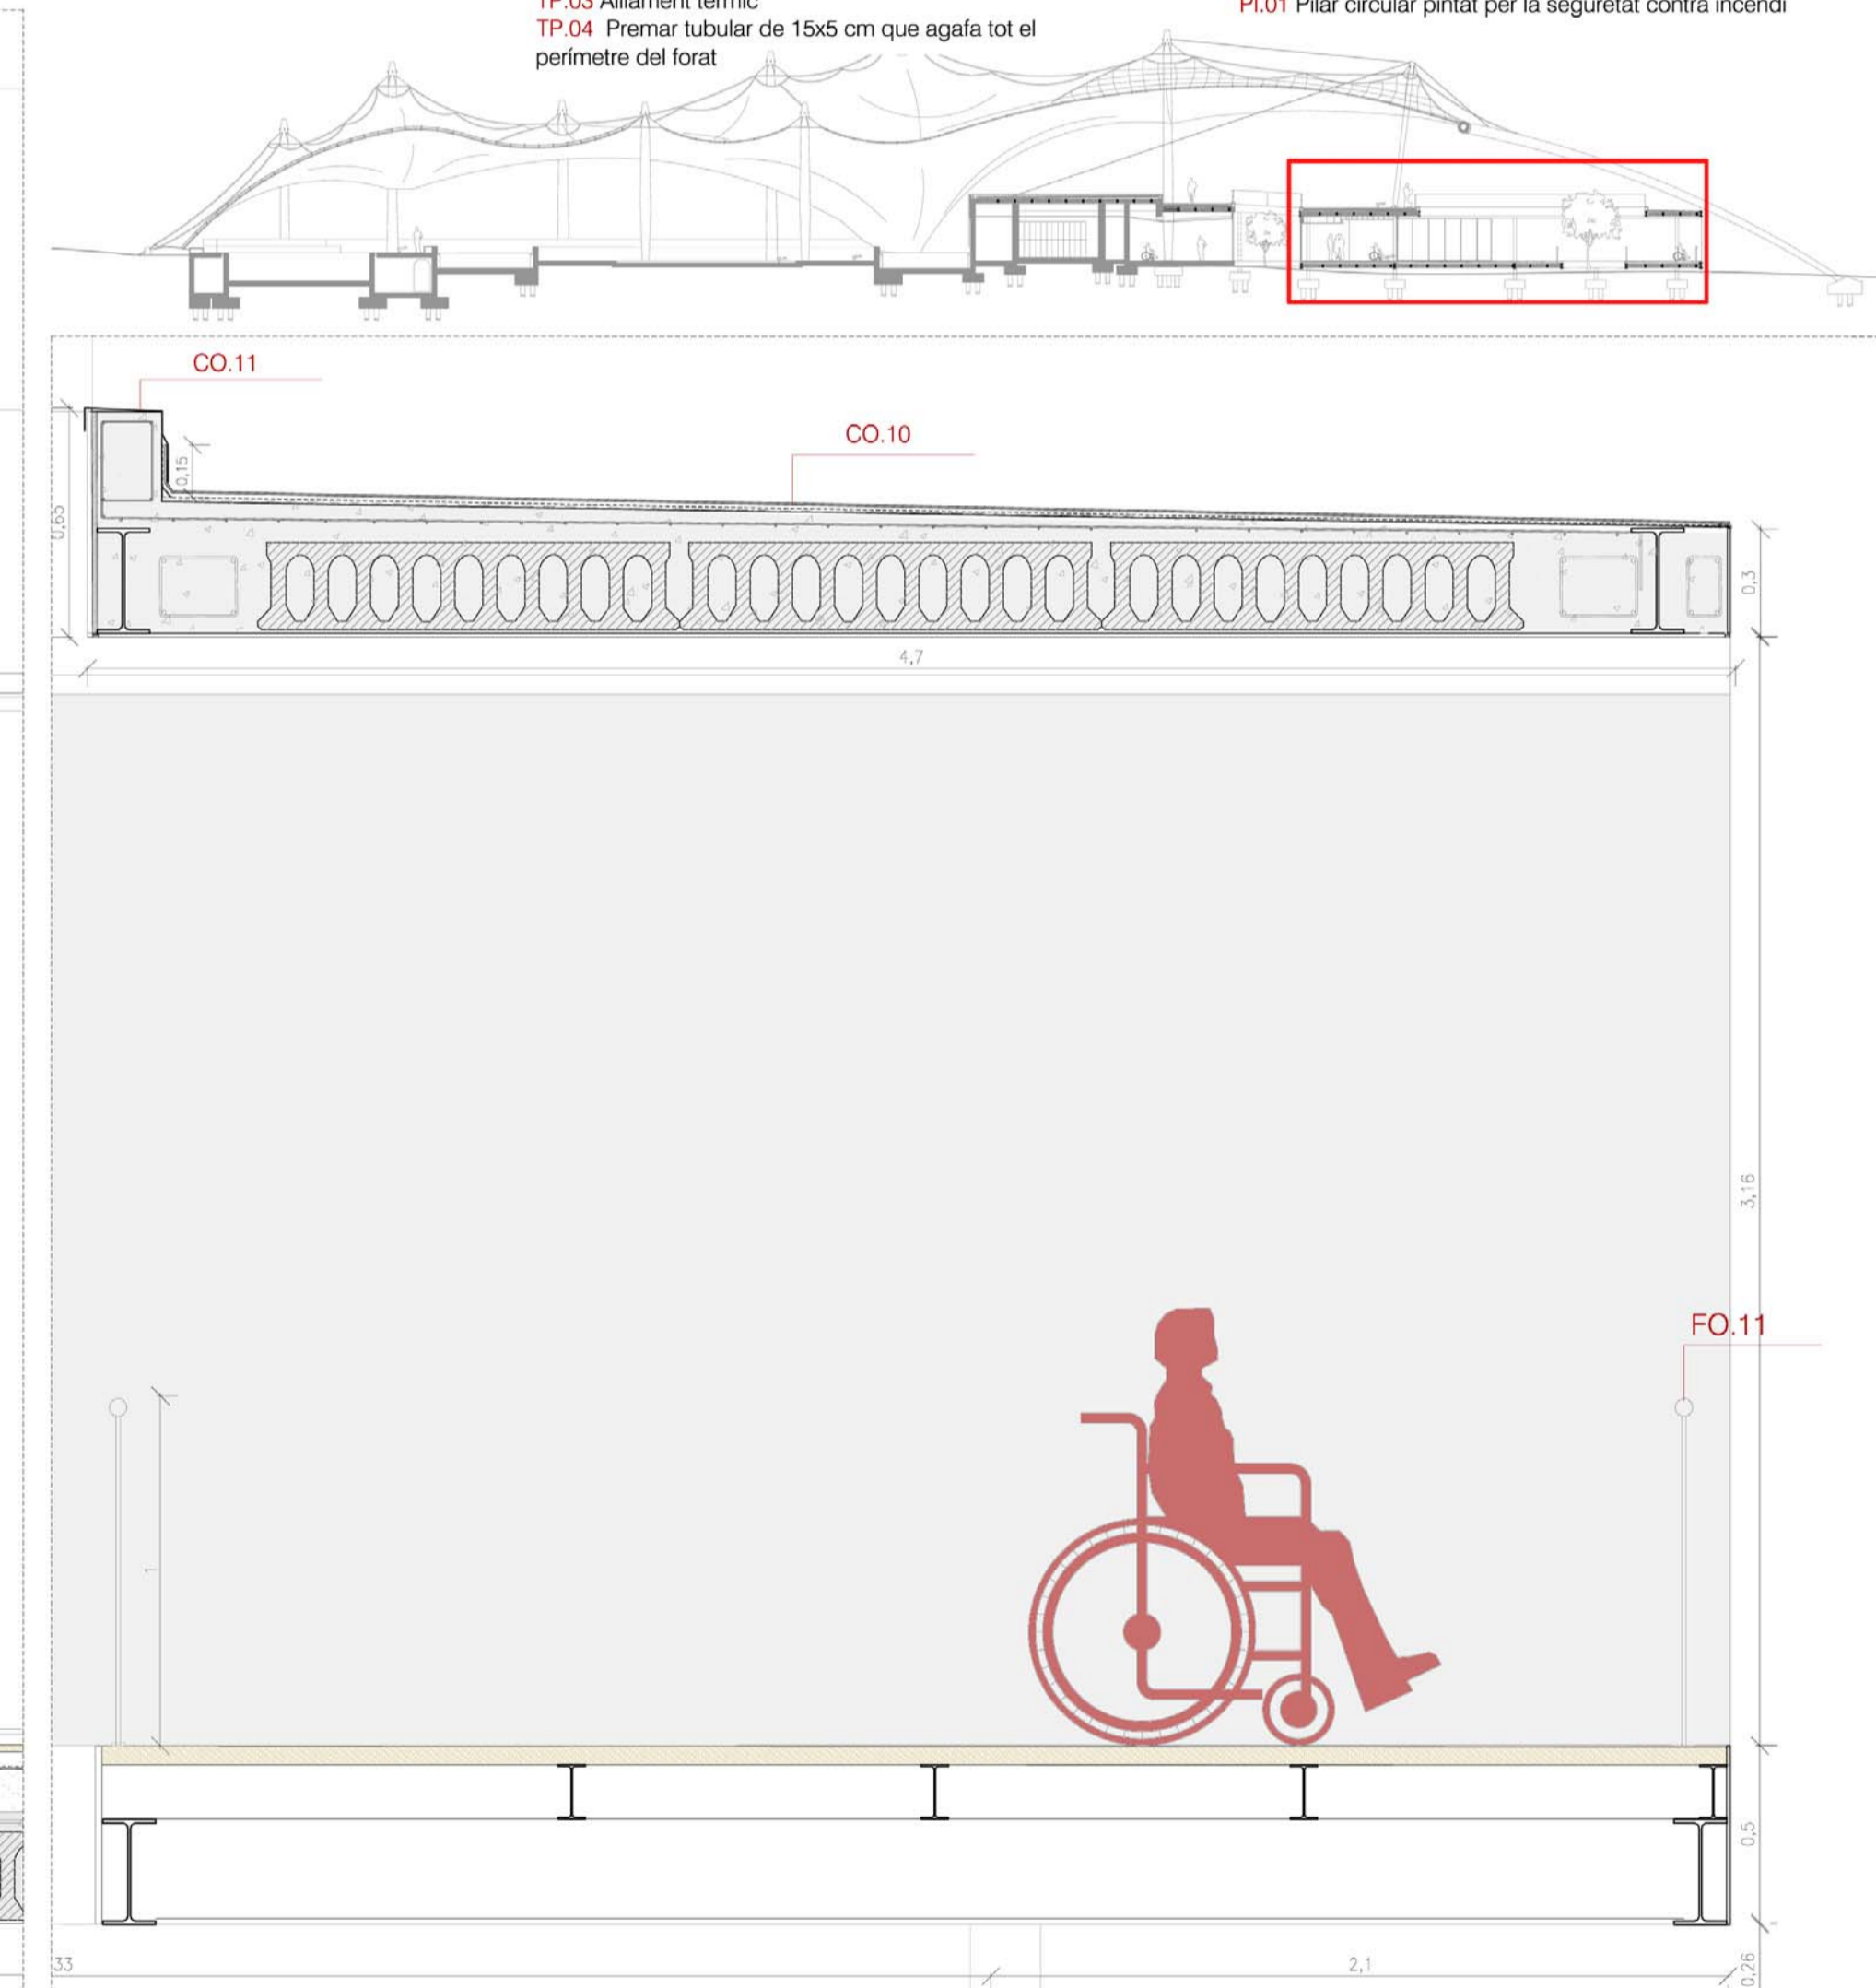 TP.03 Aïllament tèrmic
TP.04 Premar tubular de 15x5 cm que agafa tot el
perímetre del forat
PI.01 Pilar circular pintat per la seguretat contra incendi
CO.11
CO.10
0,15
0,65
0,3
4,7
3,16
FO.11
1
0,5
33
2,1
0,26